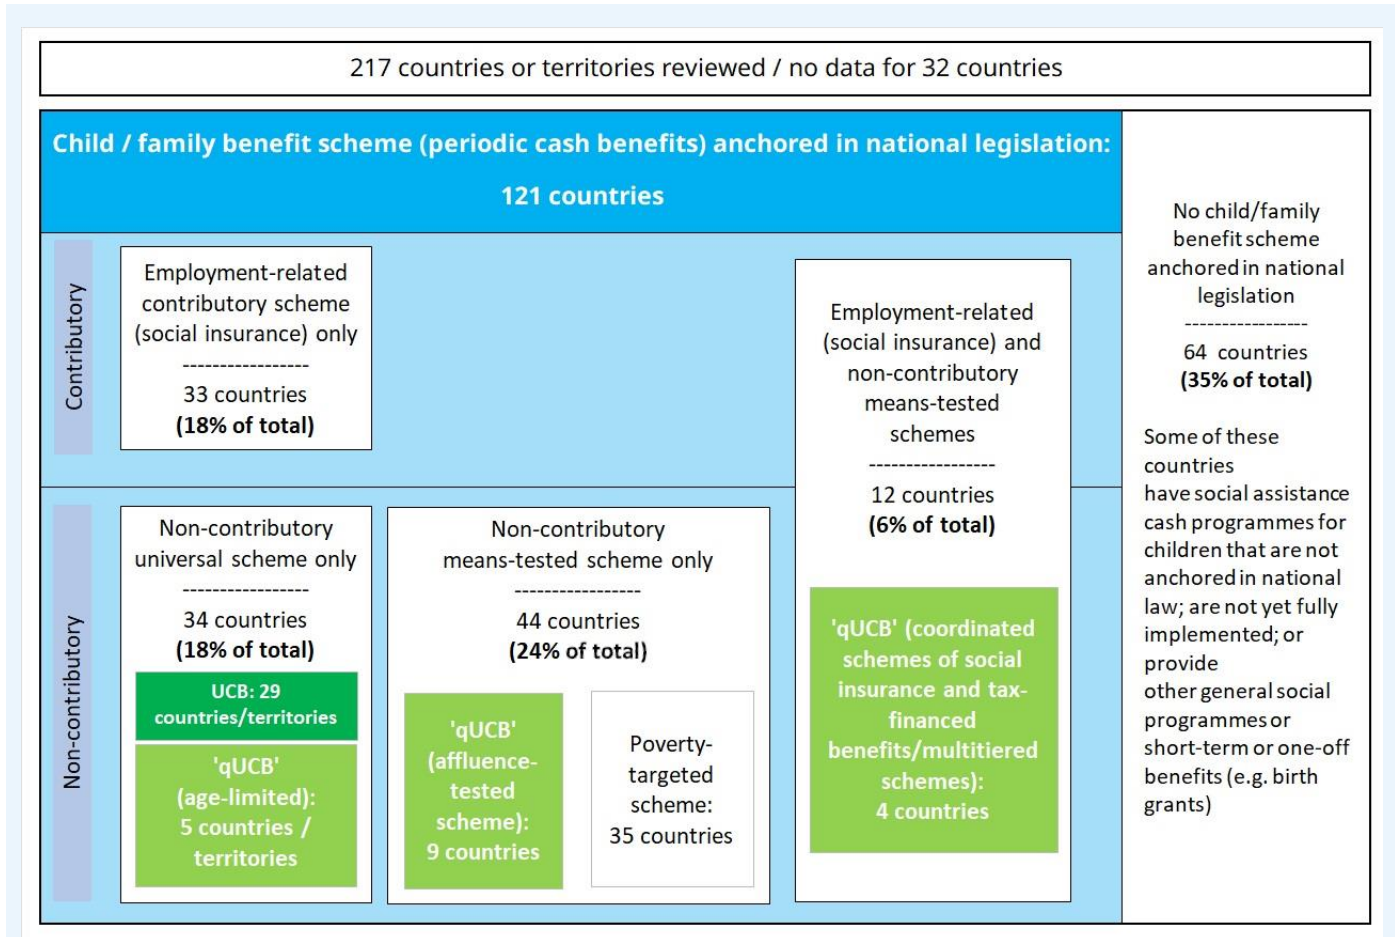 217 countries or territories reviewed / no data for 32 countries
Child / family benefit scheme (periodic cash benefits) anchored in national legislation:
121 countries
Contributory
Employment-related
contributory scheme
(social insurance) only
-----------------
33 countries
(18% of total)
Employment-related
(social insurance) and
non-contributory
means-tested
schemes
-----------------
12 countries
(6% of total)
'qUCB' (coordinated
schemes of social
insurance and tax-
financed
benefits/multitiered
schemes):
4 countries
Non-contributory
Non-contributory
universal scheme only
-----------------
34 countries
(18% of total)
UCB: 29
countries/territories
'qUCB'
(age-limited):
5 countries /
territories
Non-contributory
means-tested scheme only
-----------------
44 countries
(24% of total)
'qUCB'
(affluence-
tested
scheme):
9 countries
Poverty-
targeted
scheme:
35 countries
No child/family
benefit scheme
anchored in national
legislation
-----------------
64 countries
(35% of total)
Some of these
countries
have social assistance
cash programmes for
children that are not
anchored in national
law; are not yet fully
implemented; or
provide
other general social
programmes or
short-term or one-off
benefits (e.g. birth
grants)